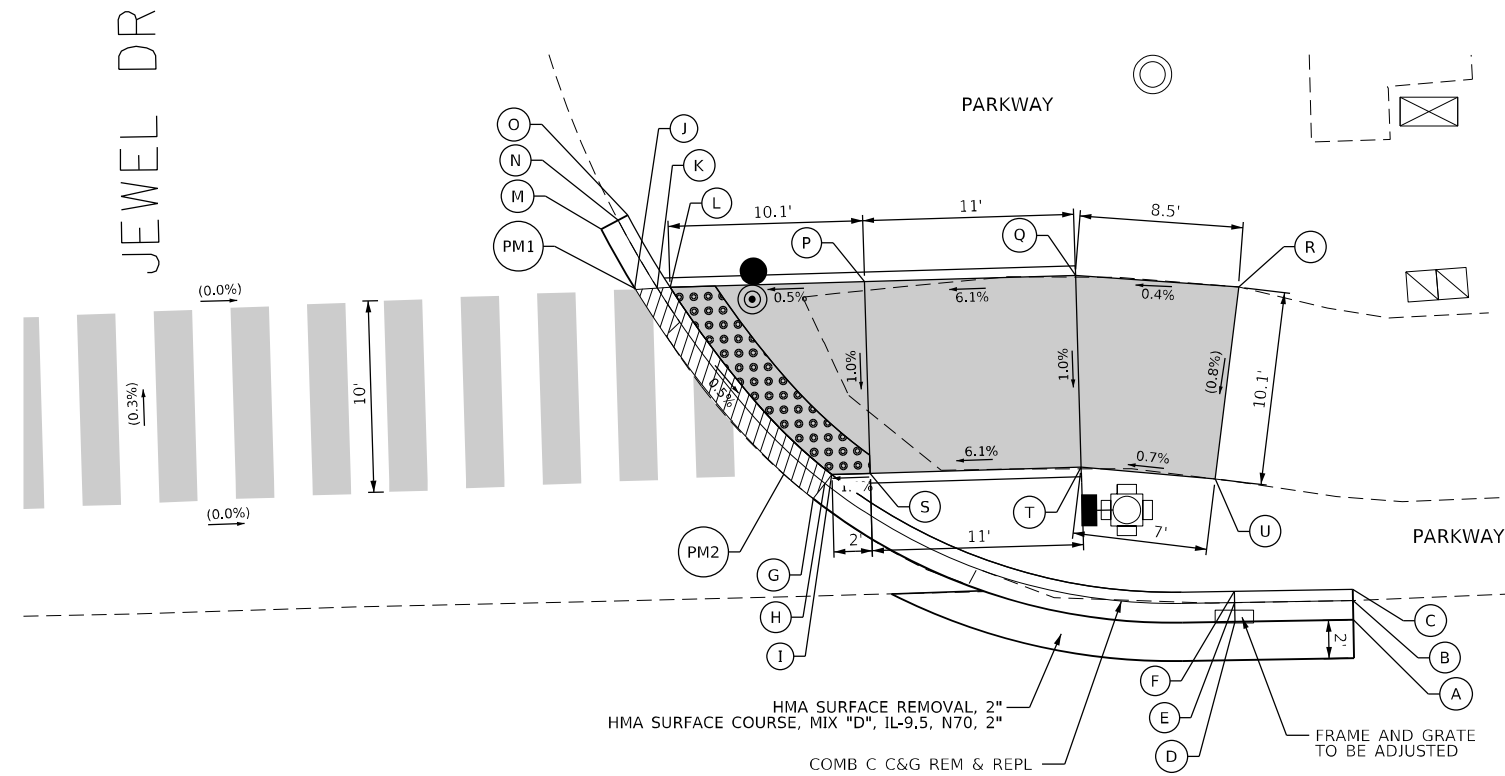 JEWEL DR
PARKWAY
O
J
N
K
M
L
10.1'
11'
8.5'
PM1
P
Q
R
(0.0%)
0.5%
6.1%
0.4%
1.0%
1.0%
(0.8%)
10.1'
(0.3%)
10'
0.5%
6.1%
0.7%
S
T
U
(0.0%)
2'
11'
7'
PARKWAY
PM2
G
H
I
C
B
A
2'
F
E
D
HMA SURFACE REMOVAL, 2"
HMA SURFACE COURSE, MIX "D", IL-9.5, N70, 2"
FRAME AND GRATE
TO BE ADJUSTED
COMB C C&G REM & REPL